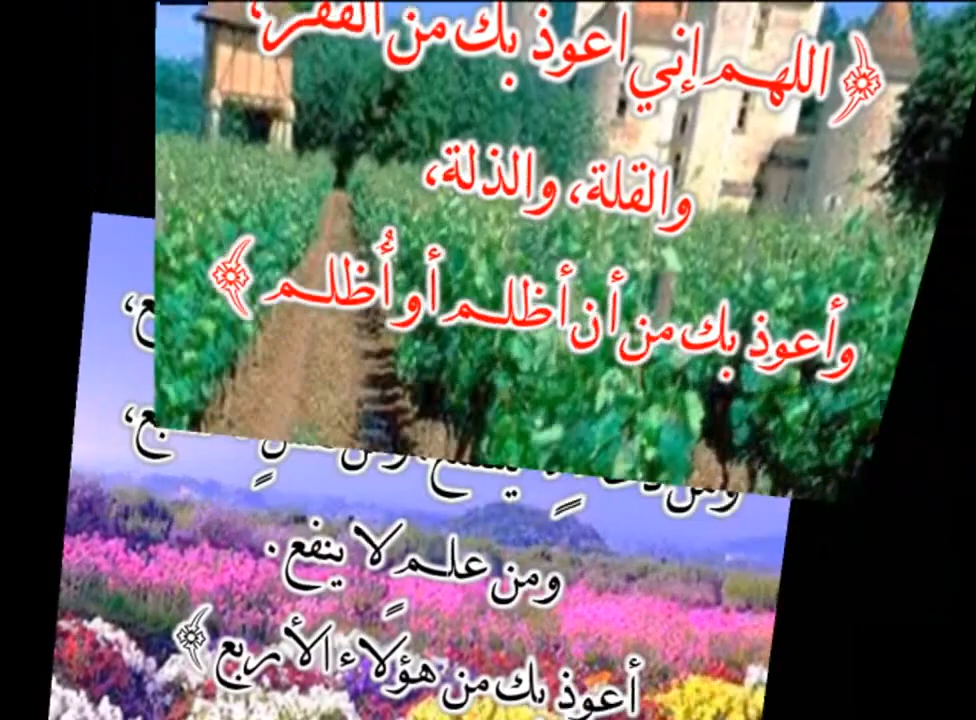 ﴿ اللهم إني أعوذ بك من الفقر،
والقلة، والذلة،
وأعوذ بك من أن أظلم أو أُظلم ﴾
ومن علمٍ لا ينفع .
أعوذ بك من هؤلاء الأربع ﴾